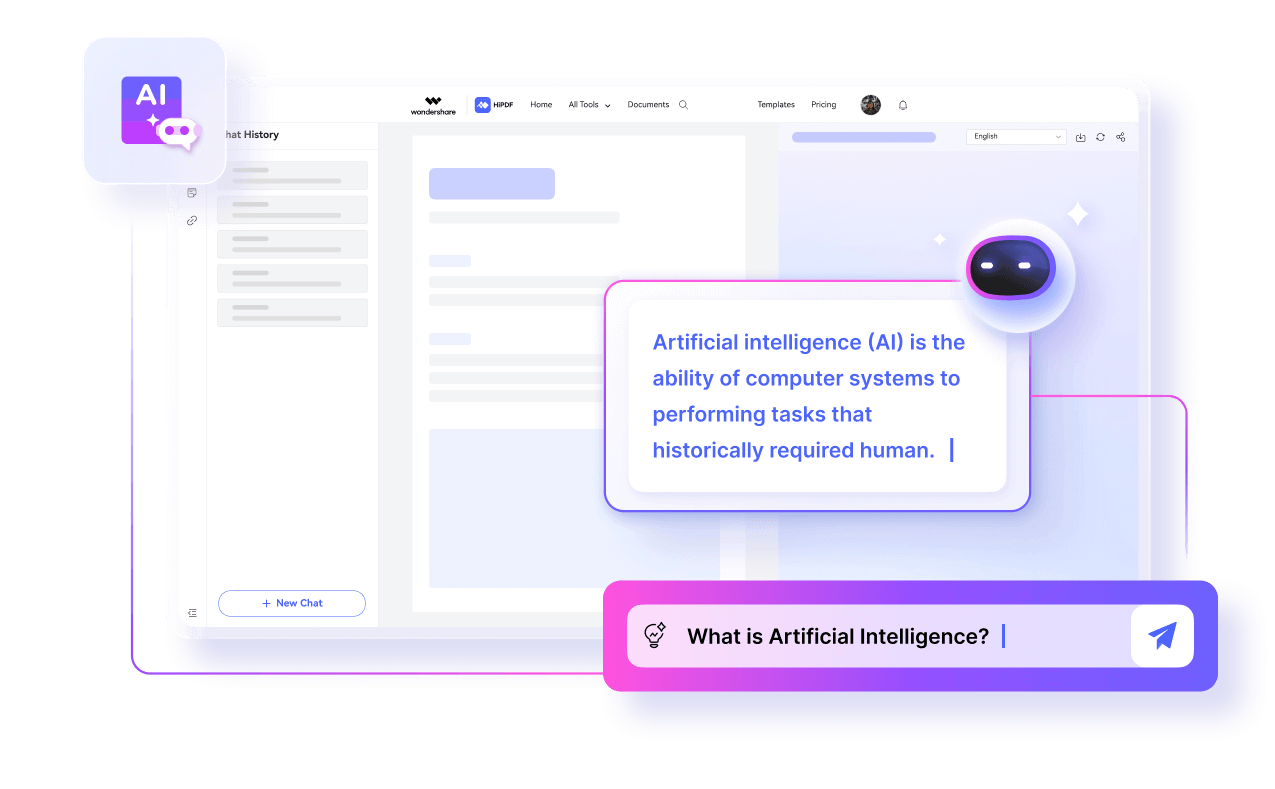 AI
wondershare
HiPDF
Home
All Tools
Documents
Templates
Pricing
hat History
English
Artificial intelligence (AI) is the
ability of computer systems to
performing tasks that
historically required human.
+ New Chat
What is Artificial Intelligence?